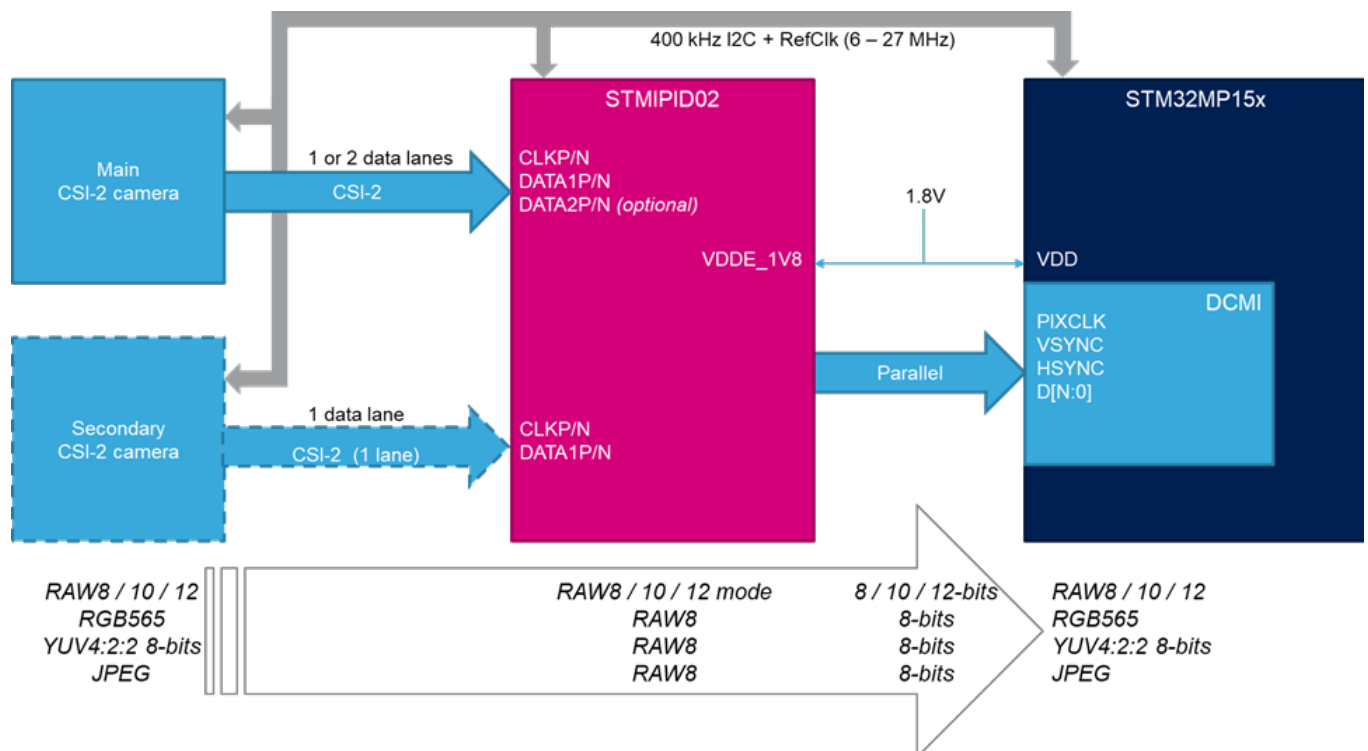 400 kHz I2C + RefClk (6 – 27 MHz)
STMIPID02
STM32MP15x
Main
CSI-2 camera
1 or 2 data lanes
CSI-2
CLKP/N
DATA1P/N
DATA2P/N (optional)
1.8V
VDDE_1V8
VDD
DCMI
PIXCLK
VSYNC
HSYNC
D[N:0]
Parallel
Secondary
CSI-2 camera
1 data lane
CSI-2 (1 lane)
CLKP/N
DATA1P/N
RAW8 / 10 / 12 RAW8 / 10 / 12 mode 8 / 10 / 12-bits RAW8 / 10 / 12
RGB565 RAW8 8-bits RGB565
YUV4:2:2 8-bits RAW8 8-bits YUV4:2:2 8-bits
JPEG RAW8 8-bits JPEG